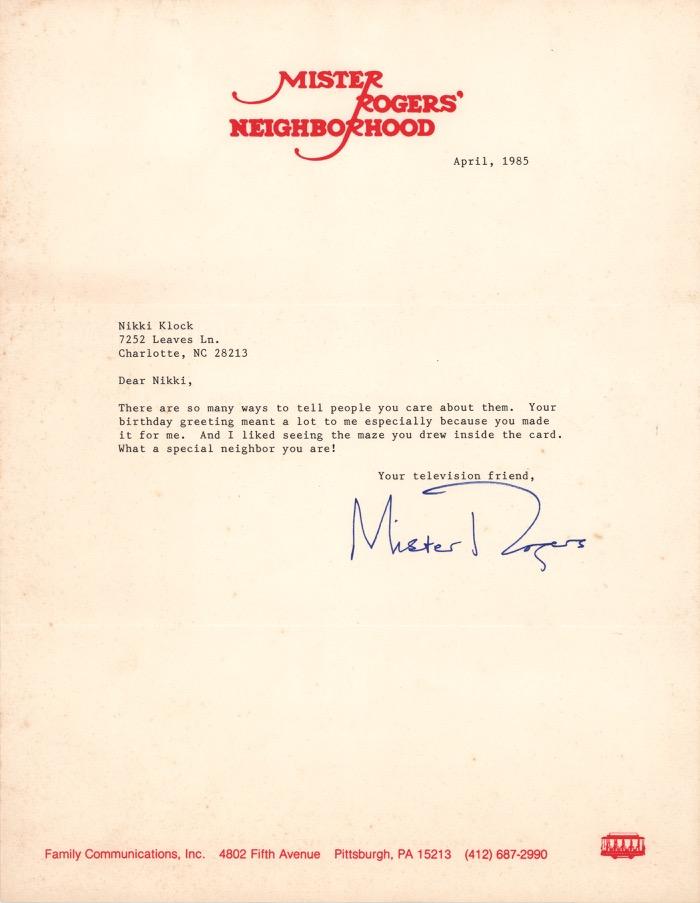 MISTER
ROGERS'
NEIGHBORHOOD
April, 1985
Nikki Klock
7252 Leaves Ln.
Charlotte, NC 28213
Dear Nikki,
There are so many ways to tell people you care about them.  Your
birthday greeting meant a lot to me especially because you made
it for me.  And I liked seeing the maze you drew inside the card.
What a special neighbor you are!
Your television friend,
Mister Rogers
Family Communications, Inc.  4802 Fifth Avenue  Pittsburgh, PA 15213  (412) 687-2990